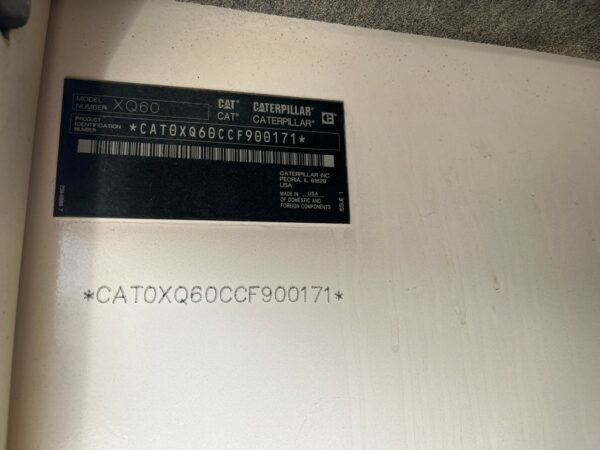 MODEL NUMBER XQ60
CAT® CATERPILLAR®
CAT® CATERPILLAR®
PRODUCT IDENTIFICATION NUMBER *CAT0XQ60CCF900171*
CATERPILLAR INC.
PEORIA, IL 61629
USA
MADE IN USA
OF DOMESTIC AND
FOREIGN COMPONENTS
ISSUE 1
*CAT0XQ60CCF900171*